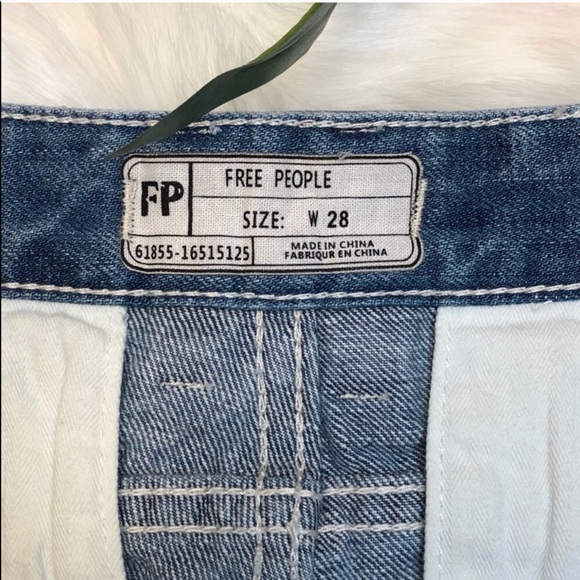 FP
FREE PEOPLE
SIZE: W 28
61855-16515125
MADE IN CHINA
FABRIQUR EN CHINA